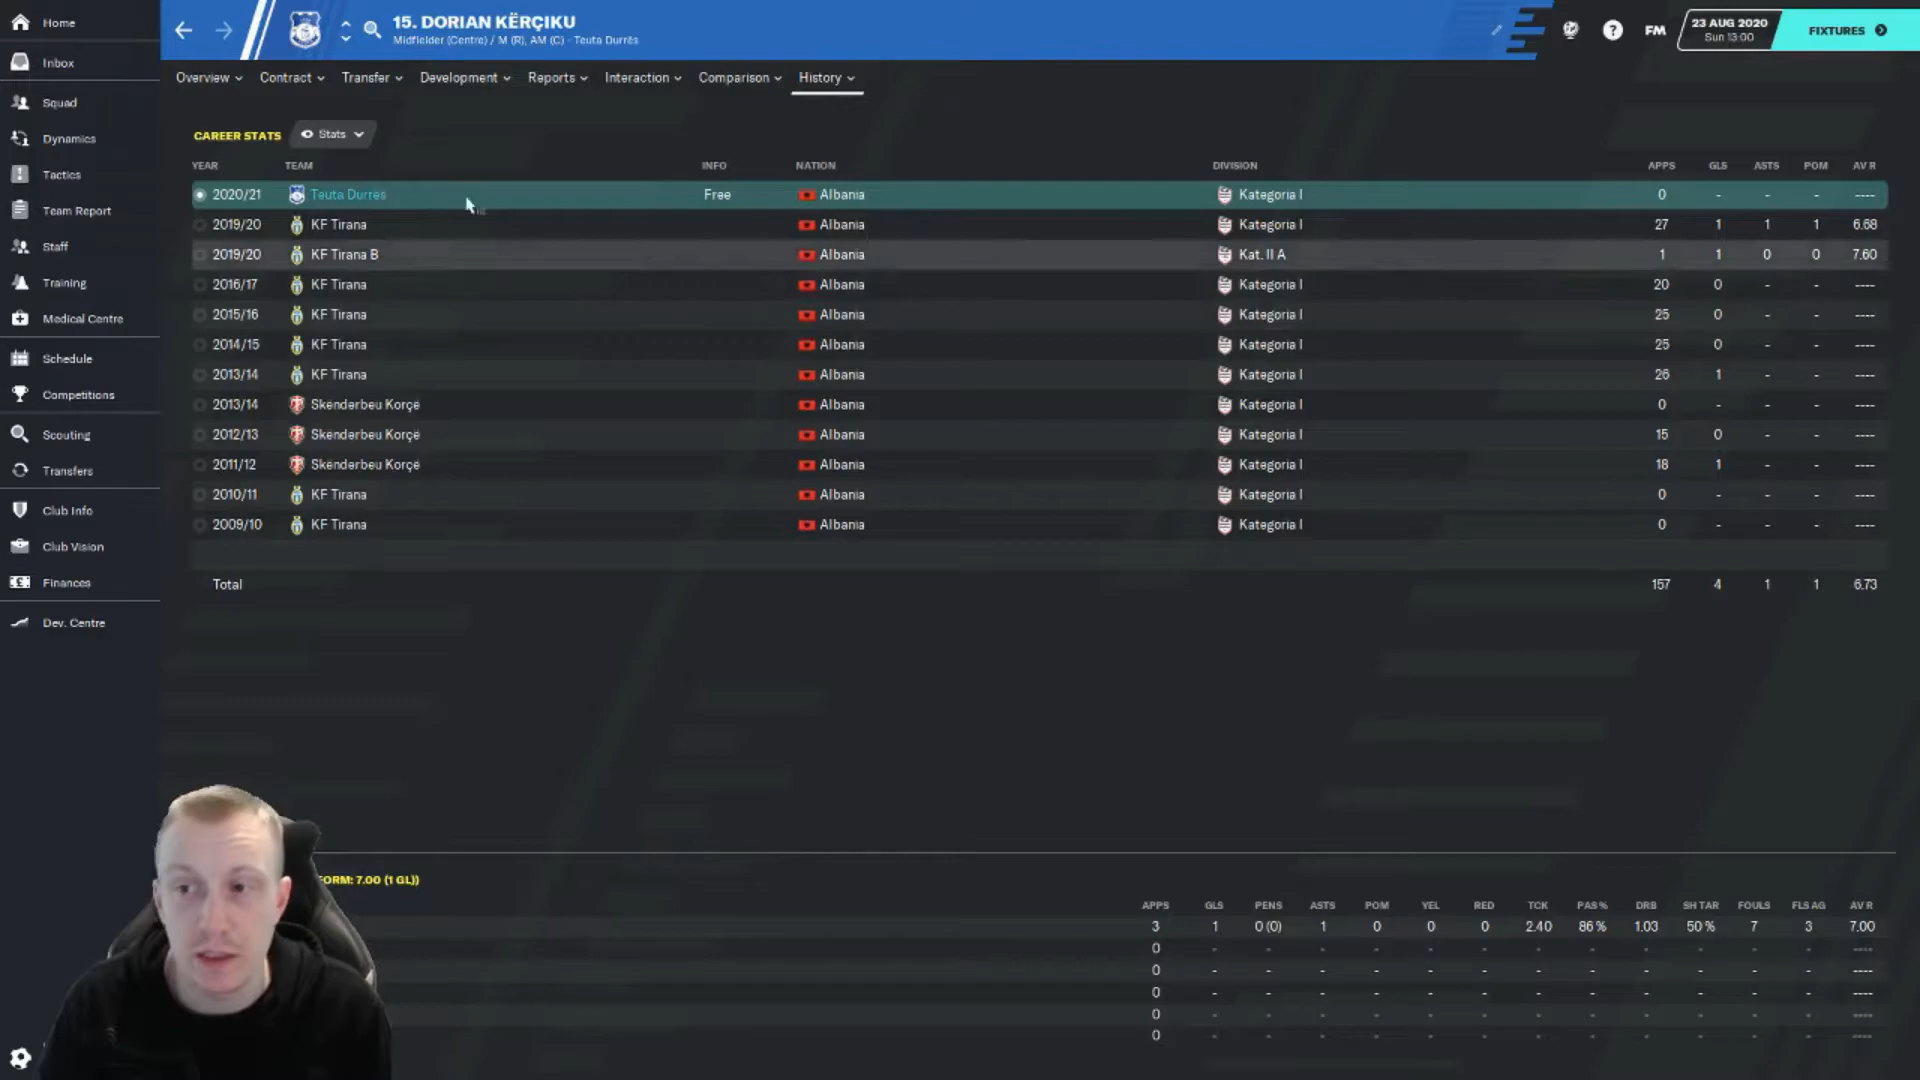 Home
Inbox
Squad
Dynamics
Tactics
Team Report
Staff
Training
Medical Centre
Schedule
Competitions
Scouting
Transfers
Club Info
Club Vision
Finances
Dev. Centre
15. DORIAN KËRÇIKU
Midfielder (Centre) / M (R), AM (C) - Teuta Durrës
FM
23 AUG 2020
Sun 13:00
FIXTURES
Overview Contract Transfer Development Reports Interaction Comparison History
CAREER STATS Stats
YEAR TEAM INFO NATION DIVISION APPS GLS ASTS POM AV R
2020/21 Teuta Durrës Free Albania Kategoria I 0 - - - ----
2019/20 KF Tirana Albania Kategoria I 27 1 1 1 6.68
2019/20 KF Tirana B Albania Kat. II A 1 1 0 0 7.60
2016/17 KF Tirana Albania Kategoria I 20 0 - - ----
2015/16 KF Tirana Albania Kategoria I 25 0 - - ----
2014/15 KF Tirana Albania Kategoria I 25 0 - - ----
2013/14 KF Tirana Albania Kategoria I 26 1 - - ----
2013/14 Skënderbeu Korçë Albania Kategoria I 0 - - - ----
2012/13 Skënderbeu Korçë Albania Kategoria I 15 0 - - ----
2011/12 Skënderbeu Korçë Albania Kategoria I 18 1 - - ----
2010/11 KF Tirana Albania Kategoria I 0 - - - ----
2009/10 KF Tirana Albania Kategoria I 0 - - - ----
Total 157 4 1 1 6.73
FORM: 7.00 (1 GL))
APPS GLS PENS ASTS POM YEL RED TCK PAS % DRB SH TAR FOULS FLS AG AV R
3 1 0 (0) 1 0 0 0 2.40 86 % 1.03 50 % 7 3 7.00
0 - - - - - - - - - - - - ----
0 - - - - - - - - - - - - ----
0 - - - - - - - - - - - - ----
0 - - - - - - - - - - - - ----
0 - - - - - - - - - - - - ----